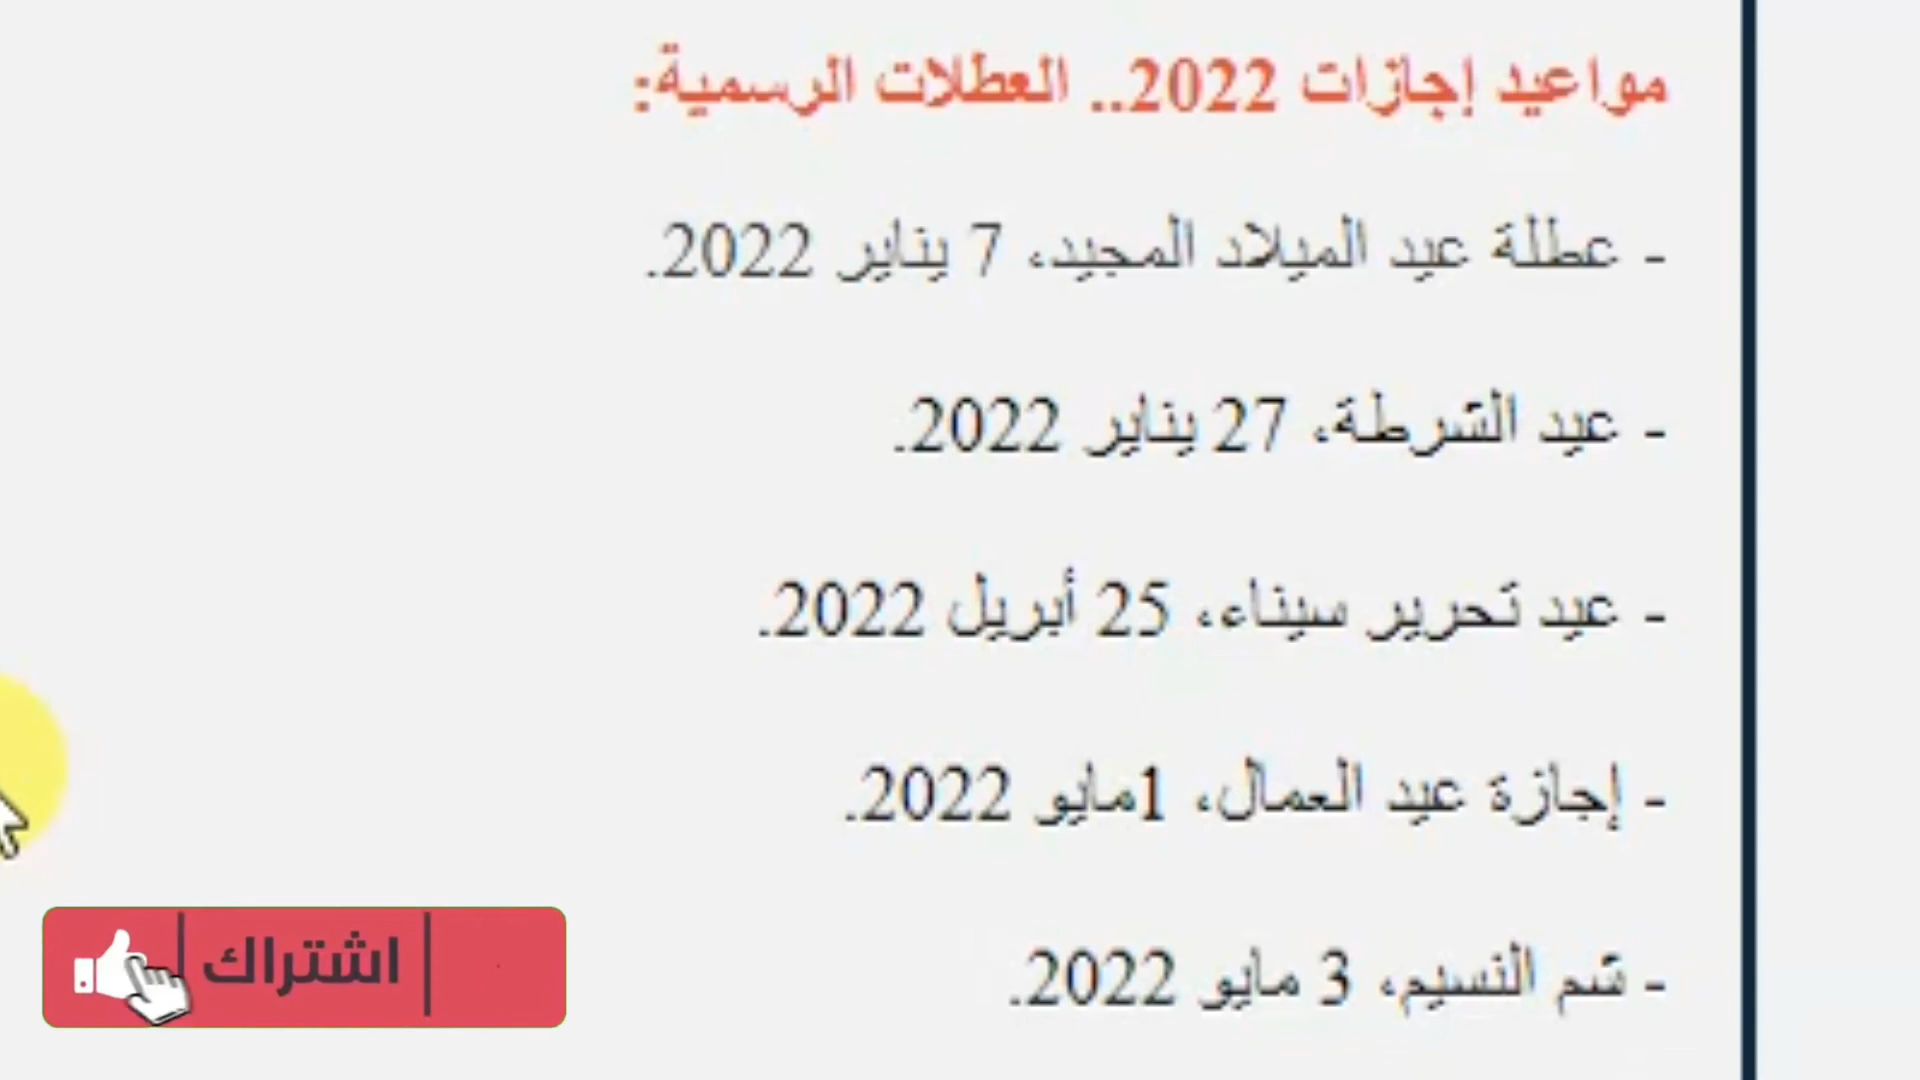 مواعيد إجازات 2022.. العطلات الرسمية:
- عطلة عيد الميلاد المجيد، 7 يناير 2022.
- عيد الشرطة، 27 يناير 2022.
- عيد تحرير سيناء، 25 أبريل 2022.
- إجازة عيد العمال، 1مايو 2022.
- شم النسيم، 3 مايو 2022.
اشتراك